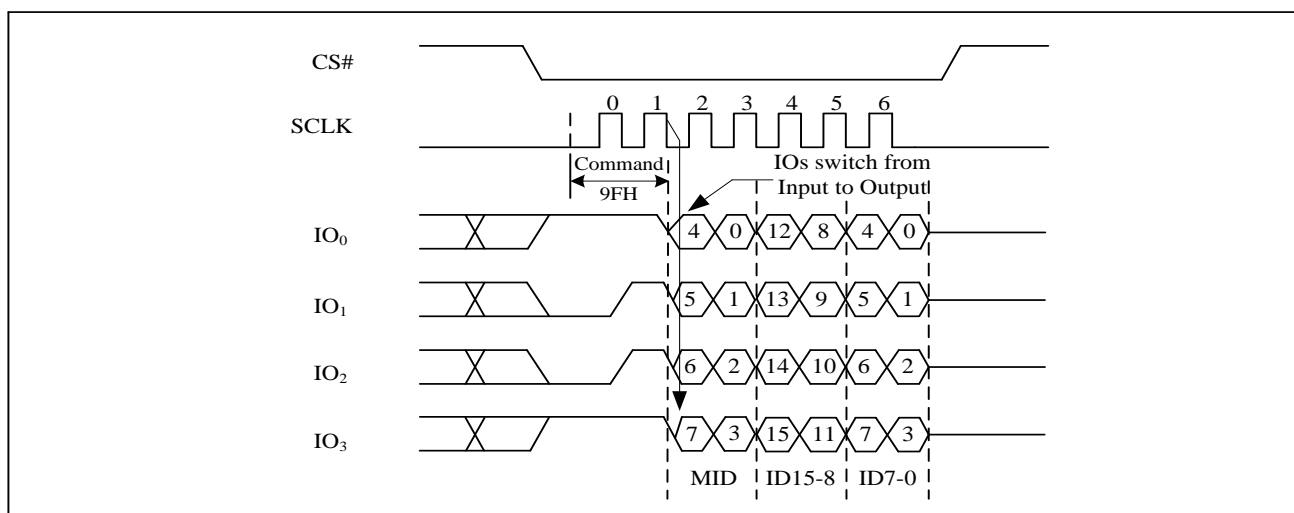 CS#
0 1 2 3 4 5 6
SCLK
Command
9FH
IOs switch from
Input to Output
IO₀ 4 0 12 8 4 0
IO₁ 5 1 13 9 5 1
IO₂ 6 2 14 10 6 2
IO₃ 7 3 15 11 7 3
MID ID15-8 ID7-0